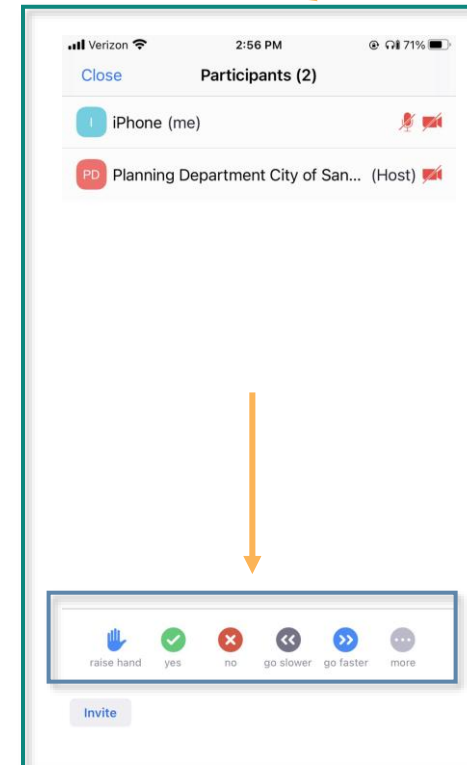 Verizon 2:56 PM 71%
Close Participants (2)
I iPhone (me)
PD Planning Department City of San... (Host)
raise hand yes no go slower go faster more
Invite